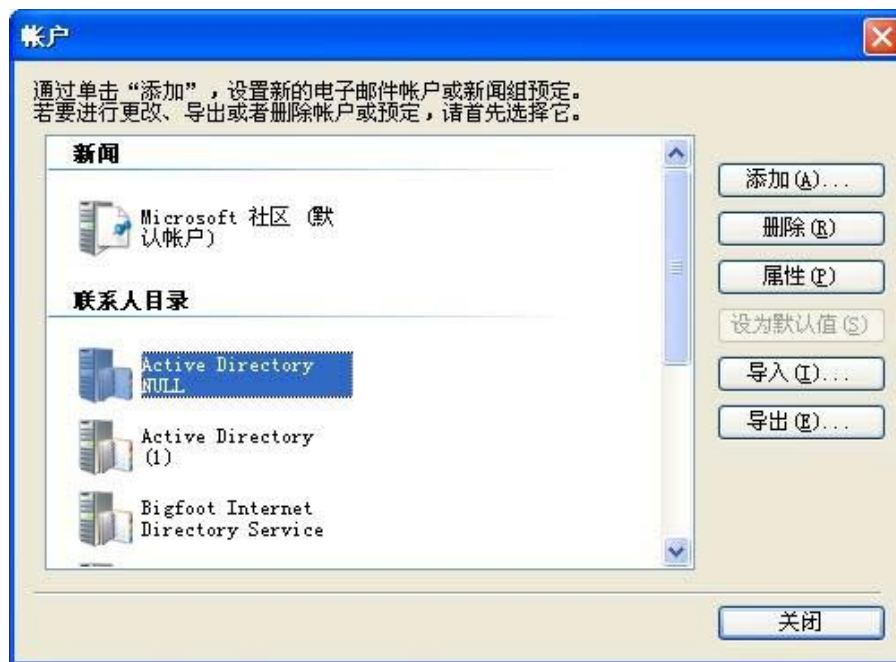 帐户
通过单击“添加”，设置新的电子邮件帐户或新闻组预定。
若要进行更改、导出或者删除帐户或预定，请首先选择它。
新闻
Microsoft 社区 (默
认帐户)
联系人目录
Active Directory
NULL
Active Directory
(1)
Bigfoot Internet
Directory Service
添加(A)...
删除(R)
属性(P)
设为默认值(S)
导入(I)...
导出(E)...
关闭